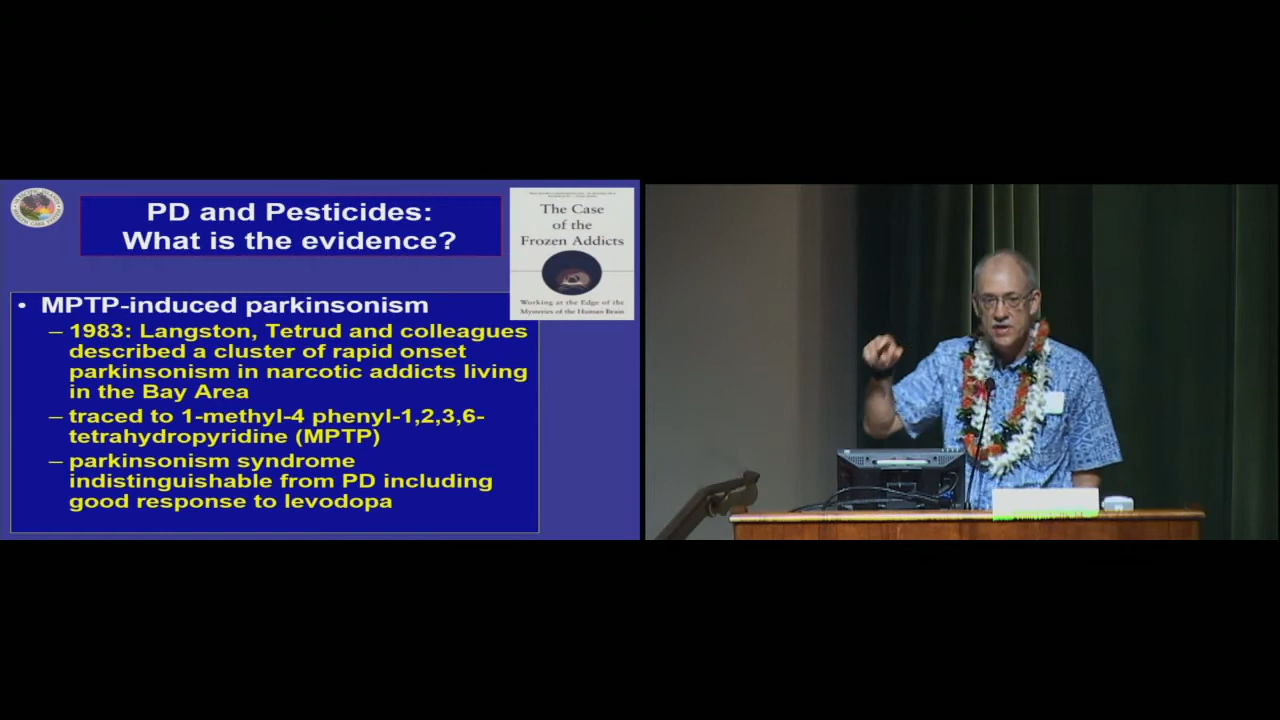 PD and Pesticides:
What is the evidence?
The Case
of the
Frozen Addicts
Working at the Edge of the
Mysteries of the Human Brain
• MPTP-induced parkinsonism
– 1983: Langston, Tetrud and colleagues
described a cluster of rapid onset
parkinsonism in narcotic addicts living
in the Bay Area
– traced to 1-methyl-4 phenyl-1,2,3,6-
tetrahydropyridine (MPTP)
– parkinsonism syndrome
indistinguishable from PD including
good response to levodopa